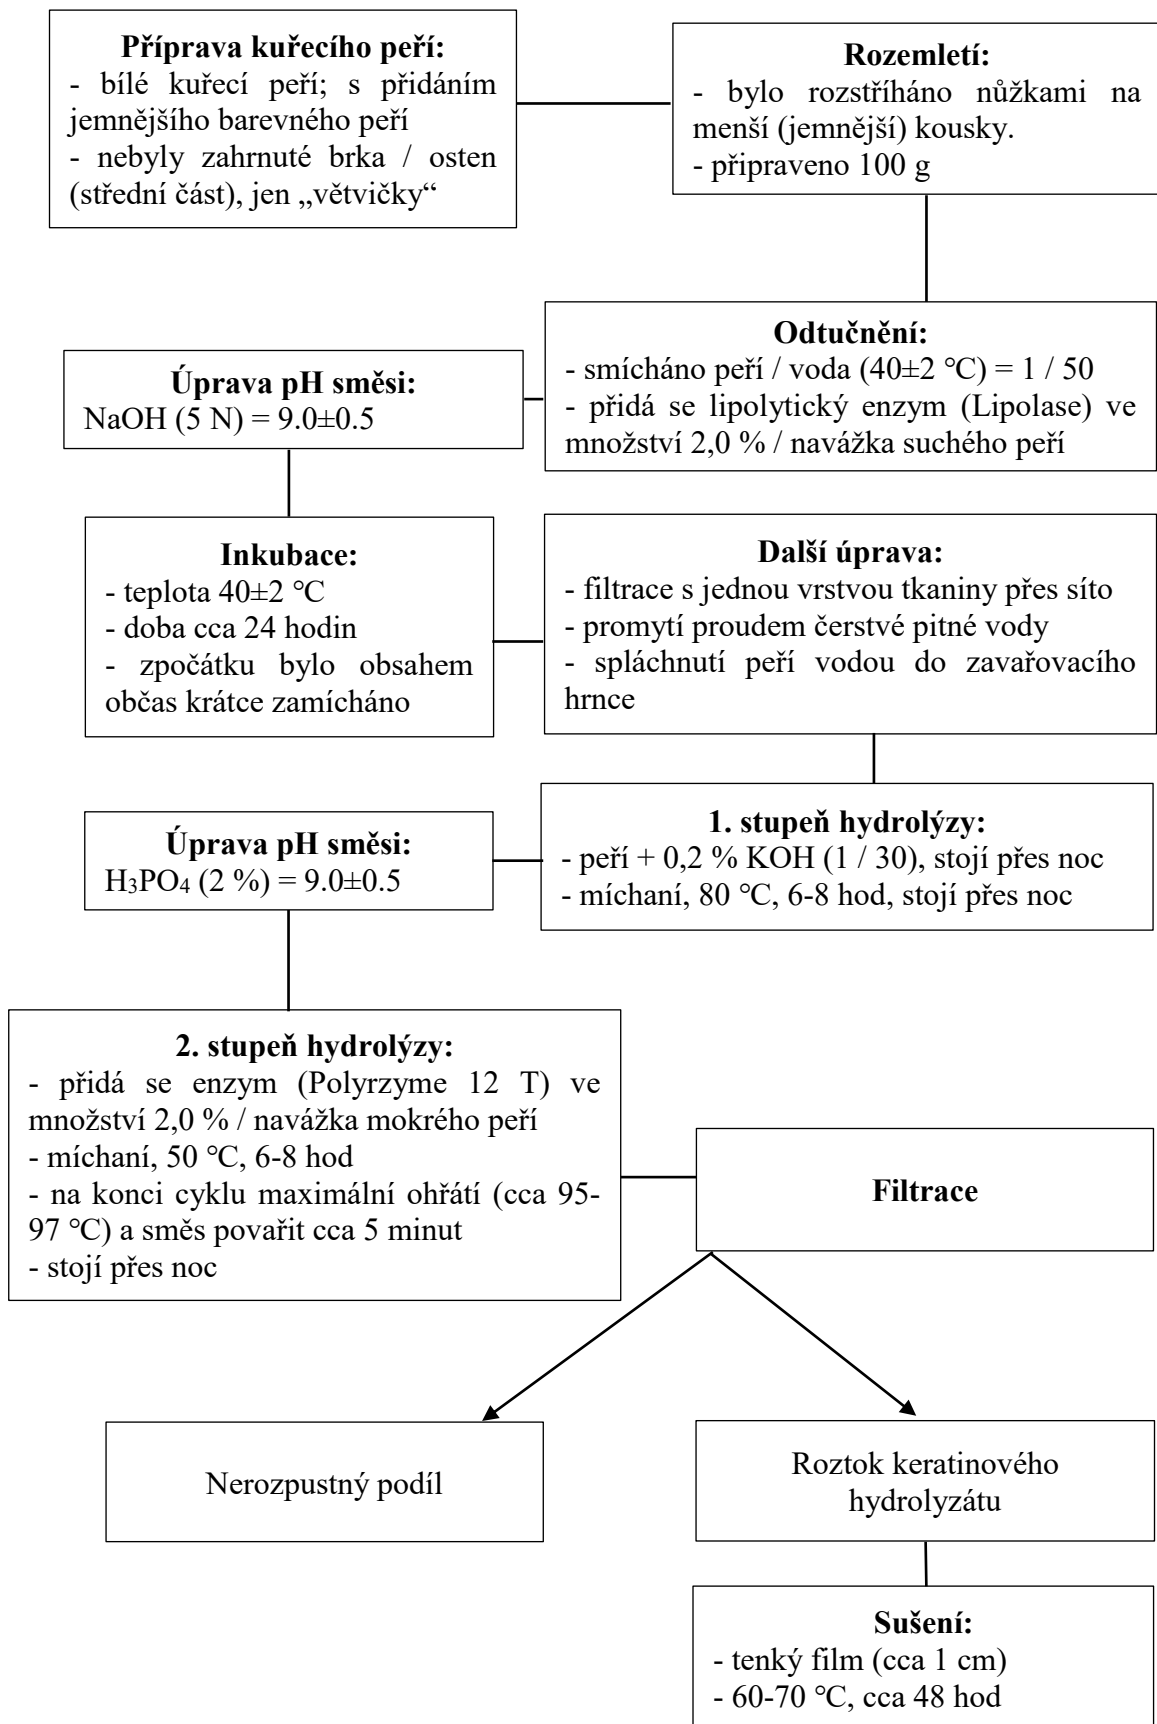 Příprava kuřecího peří:
- bílé kuřecí peří; s přidáním
jemnějšího barevného peří
- nebyly zahrnuté brka / osten
(střední část), jen „větvičky“
Rozemletí:
- bylo rozstříháno nůžkami na
menší (jemnější) kousky.
- připraveno 100 g
Odtučnění:
- smícháno peří / voda (40±2 °C) = 1 / 50
- přidá se lipolytický enzym (Lipolase) ve
množství 2,0 % / navážka suchého peří
Úprava pH směsi:
NaOH (5 N) = 9.0±0.5
Inkubace:
- teplota 40±2 °C
- doba cca 24 hodin
- zpočátku bylo obsahem
občas krátce zamícháno
Další úprava:
- filtrace s jednou vrstvou tkaniny přes síto
- promytí proudem čerstvé pitné vody
- spláchnutí peří vodou do zavařovacího
hrnce
1. stupeň hydrolýzy:
- peří + 0,2 % KOH (1 / 30), stojí přes noc
- míchaní, 80 °C, 6-8 hod, stojí přes noc
Úprava pH směsi:
H₃PO₄ (2 %) = 9.0±0.5
2. stupeň hydrolýzy:
- přidá se enzym (Polyrzyme 12 T) ve
množství 2,0 % / navážka mokrého peří
- míchaní, 50 °C, 6-8 hod
- na konci cyklu maximální ohřátí (cca 95-
97 °C) a směs povařit cca 5 minut
- stojí přes noc
Filtrace
Nerozpustný podíl
Roztok keratinového
hydrolyzátu
Sušení:
- tenký film (cca 1 cm)
- 60-70 °C, cca 48 hod